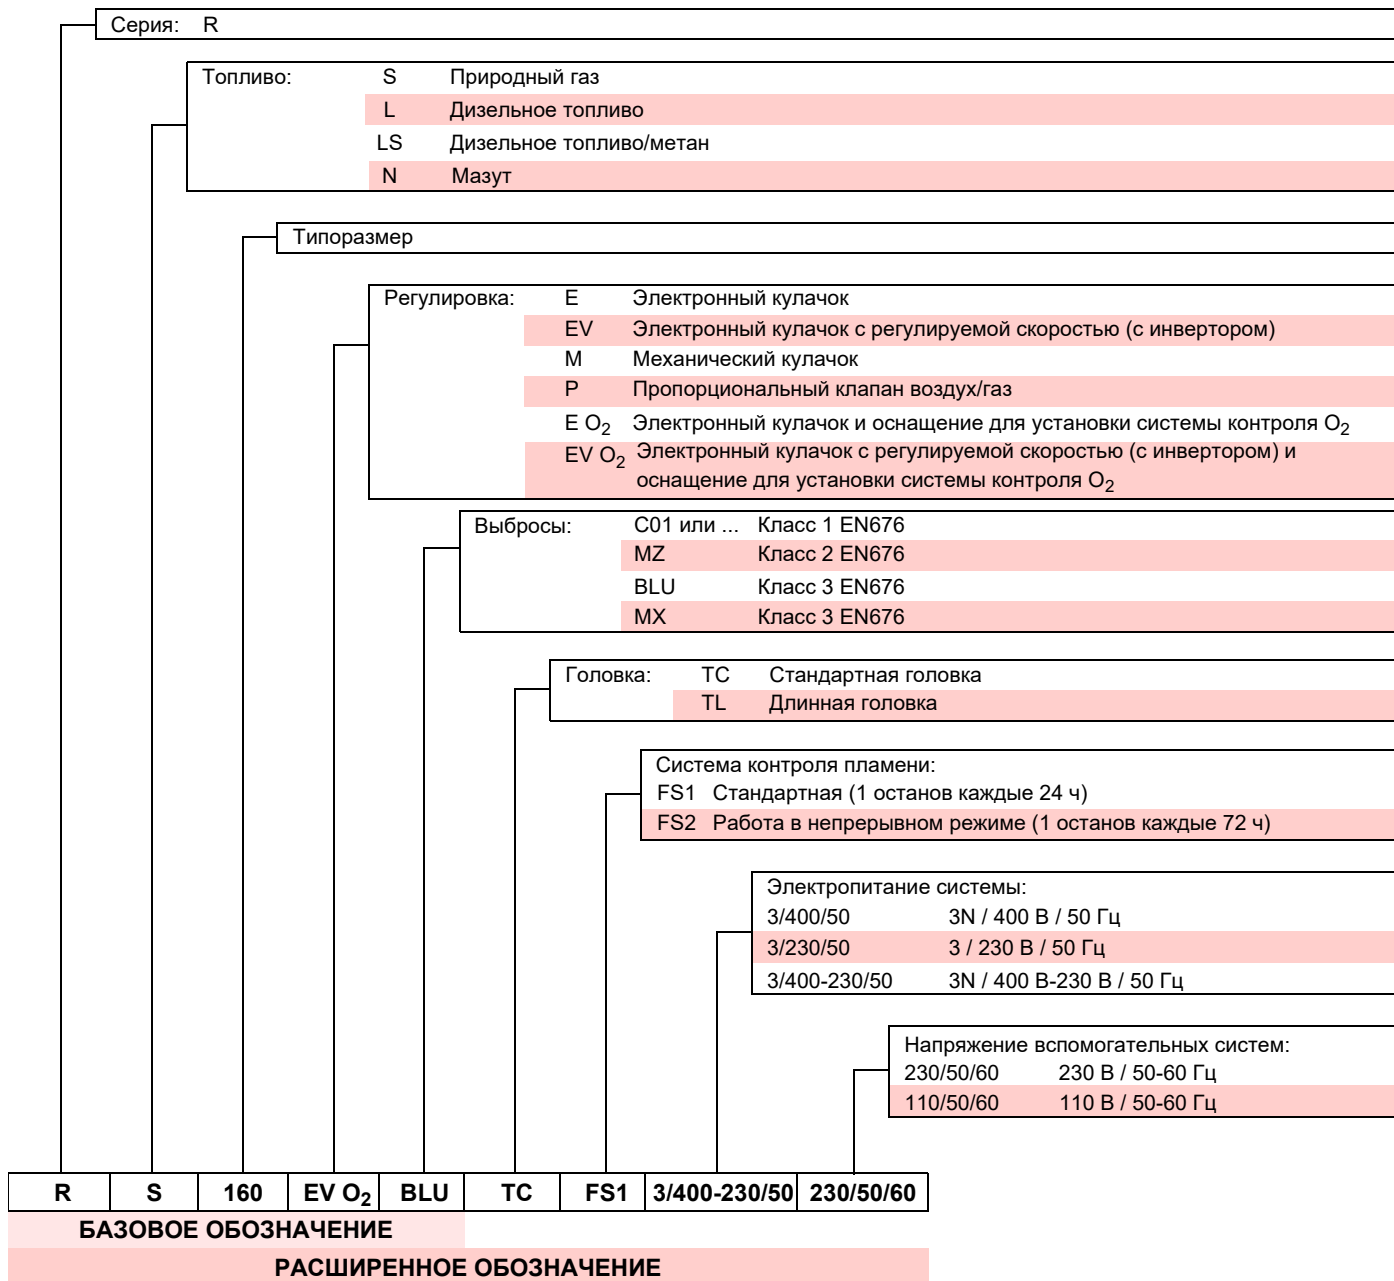 Серия: R
Топливо: S Природный газ
L Дизельное топливо
LS Дизельное топливо/метан
N Мазут
Типоразмер
Регулировка: E Электронный кулачок
EV Электронный кулачок с регулируемой скоростью (с инвертором)
M Механический кулачок
P Пропорциональный клапан воздух/газ
E O2 Электронный кулачок и оснащение для установки системы контроля O2
EV O2 Электронный кулачок с регулируемой скоростью (с инвертором) и
оснащение для установки системы контроля O2
Выбросы: C01 или ... Класс 1 EN676
MZ Класс 2 EN676
BLU Класс 3 EN676
MX Класс 3 EN676
Головка: TC Стандартная головка
TL Длинная головка
Система контроля пламени:
FS1 Стандартная (1 останов каждые 24 ч)
FS2 Работа в непрерывном режиме (1 останов каждые 72 ч)
Электропитание системы:
3/400/50 3N / 400 В / 50 Гц
3/230/50 3 / 230 В / 50 Гц
3/400-230/50 3N / 400 В-230 В / 50 Гц
Напряжение вспомогательных систем:
230/50/60 230 В / 50-60 Гц
110/50/60 110 В / 50-60 Гц
R S 160 EV O2 BLU TC FS1 3/400-230/50 230/50/60
БАЗОВОЕ ОБОЗНАЧЕНИЕ
РАСШИРЕННОЕ ОБОЗНАЧЕНИЕ